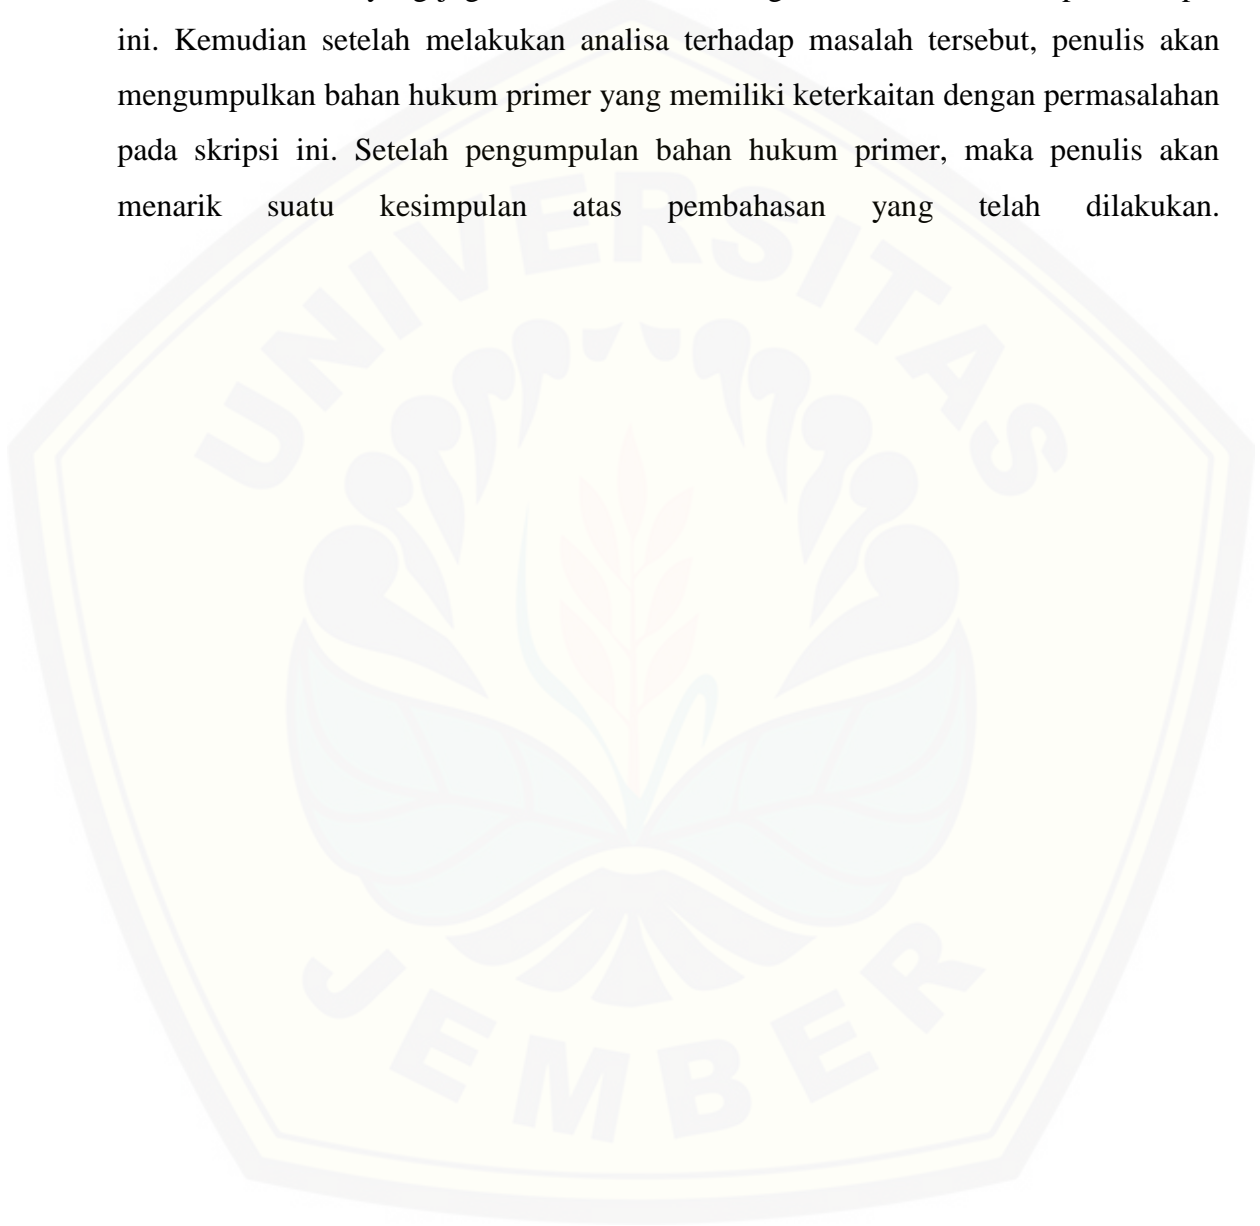 ini. Kemudian setelah melakukan analisa terhadap masalah tersebut, penulis akan
mengumpulkan bahan hukum primer yang memiliki keterkaitan dengan permasalahan
pada skripsi ini. Setelah pengumpulan bahan hukum primer, maka penulis akan
menarik suatu kesimpulan atas pembahasan yang telah dilakukan.
UNIVERSITAS
JEMBER